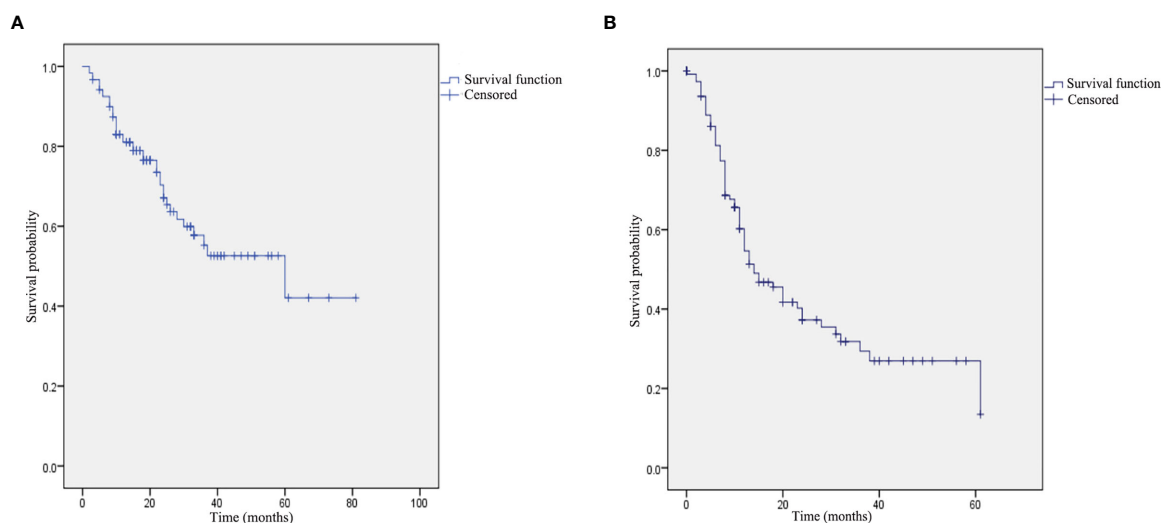 A
Survival function
Censored
Survival probability
1.0
0.8
0.6
0.4
0.2
0.0
0 20 40 60 80 100
Time (months)
B
Survival function
Censored
Survival probability
1.0
0.8
0.6
0.4
0.2
0.0
0 20 40 60
Time (months)